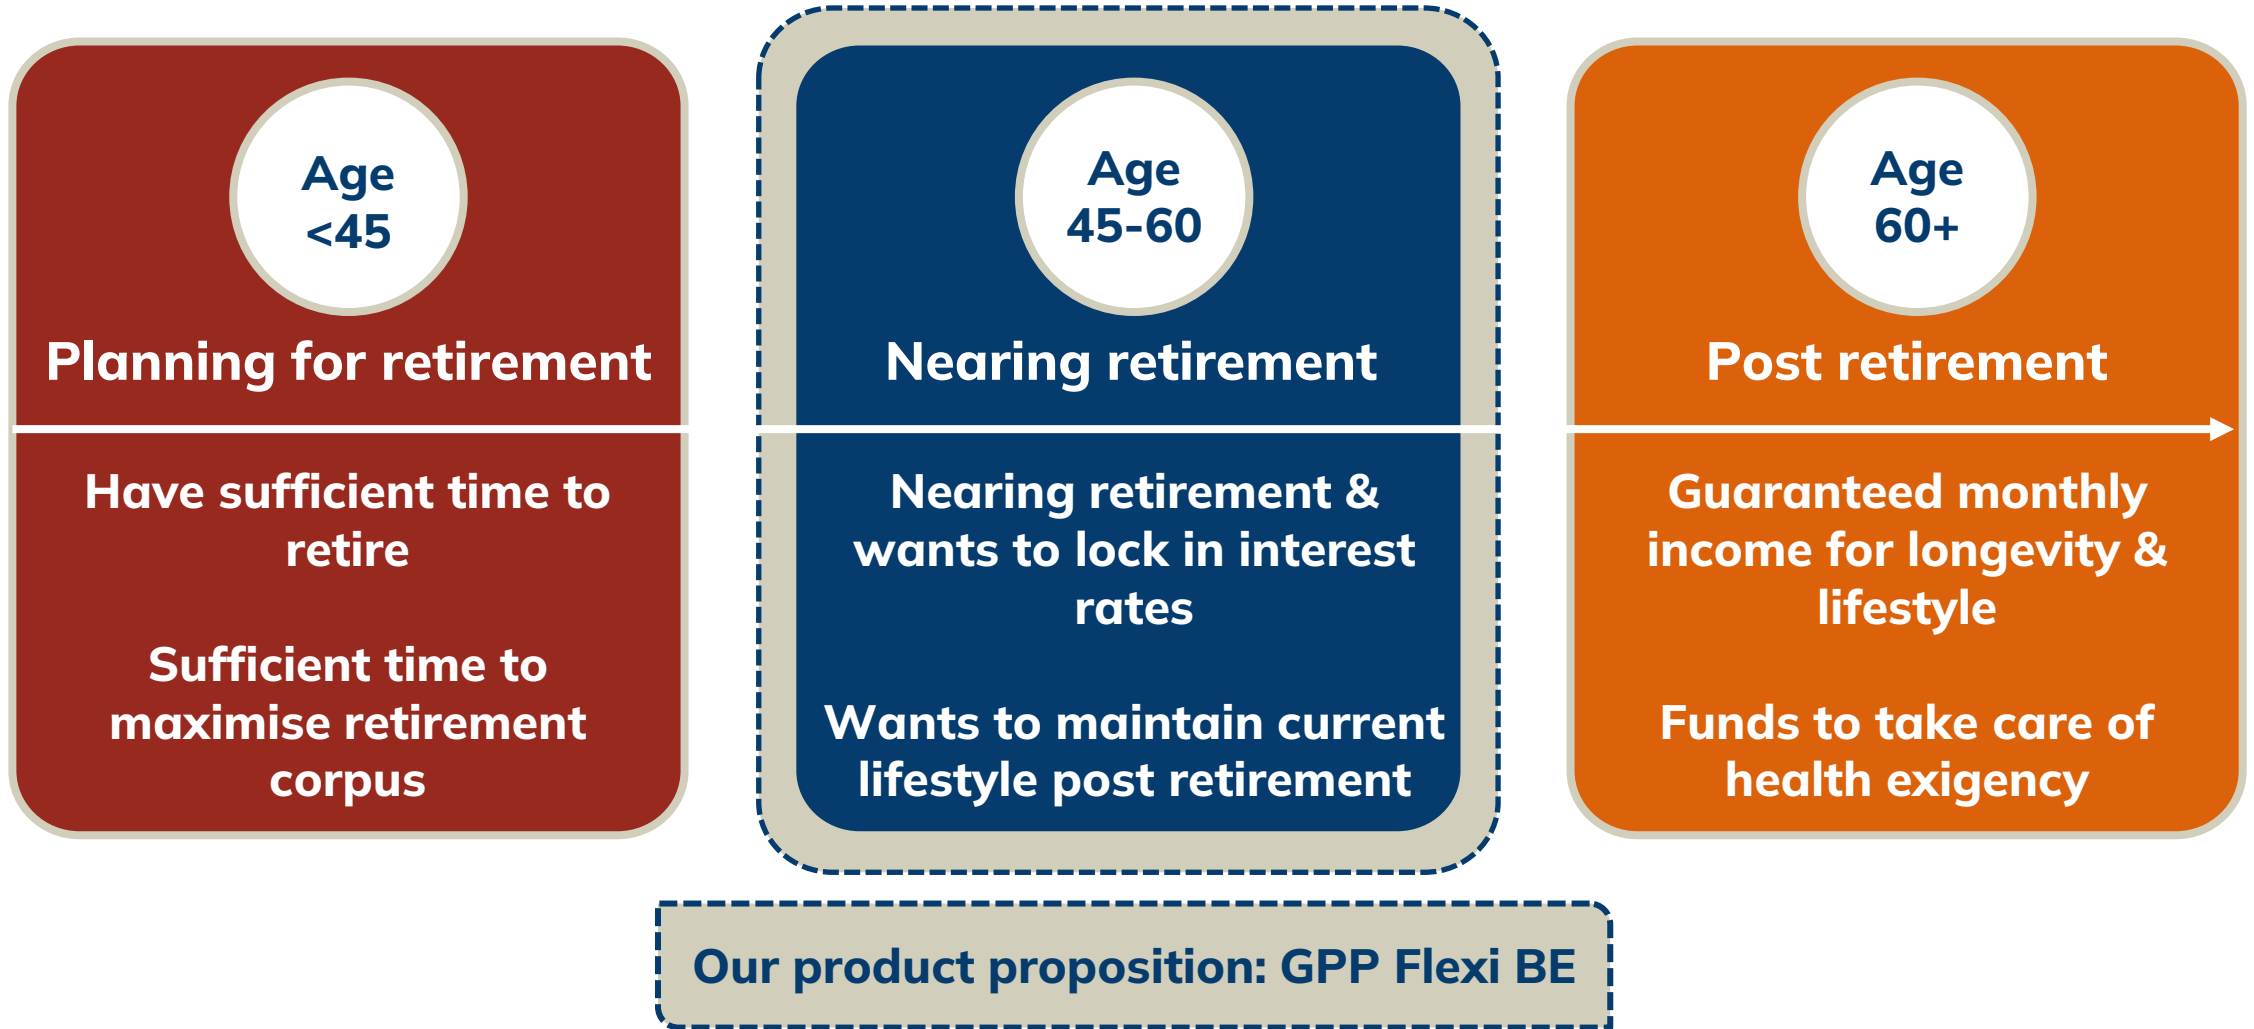 Age
<45
Planning for retirement
Have sufficient time to
retire
Sufficient time to
maximise retirement
corpus
Age
45-60
Nearing retirement
Nearing retirement &
wants to lock in interest
rates
Wants to maintain current
lifestyle post retirement
Age
60+
Post retirement
Guaranteed monthly
income for longevity &
lifestyle
Funds to take care of
health exigency
Our product proposition: GPP Flexi BE